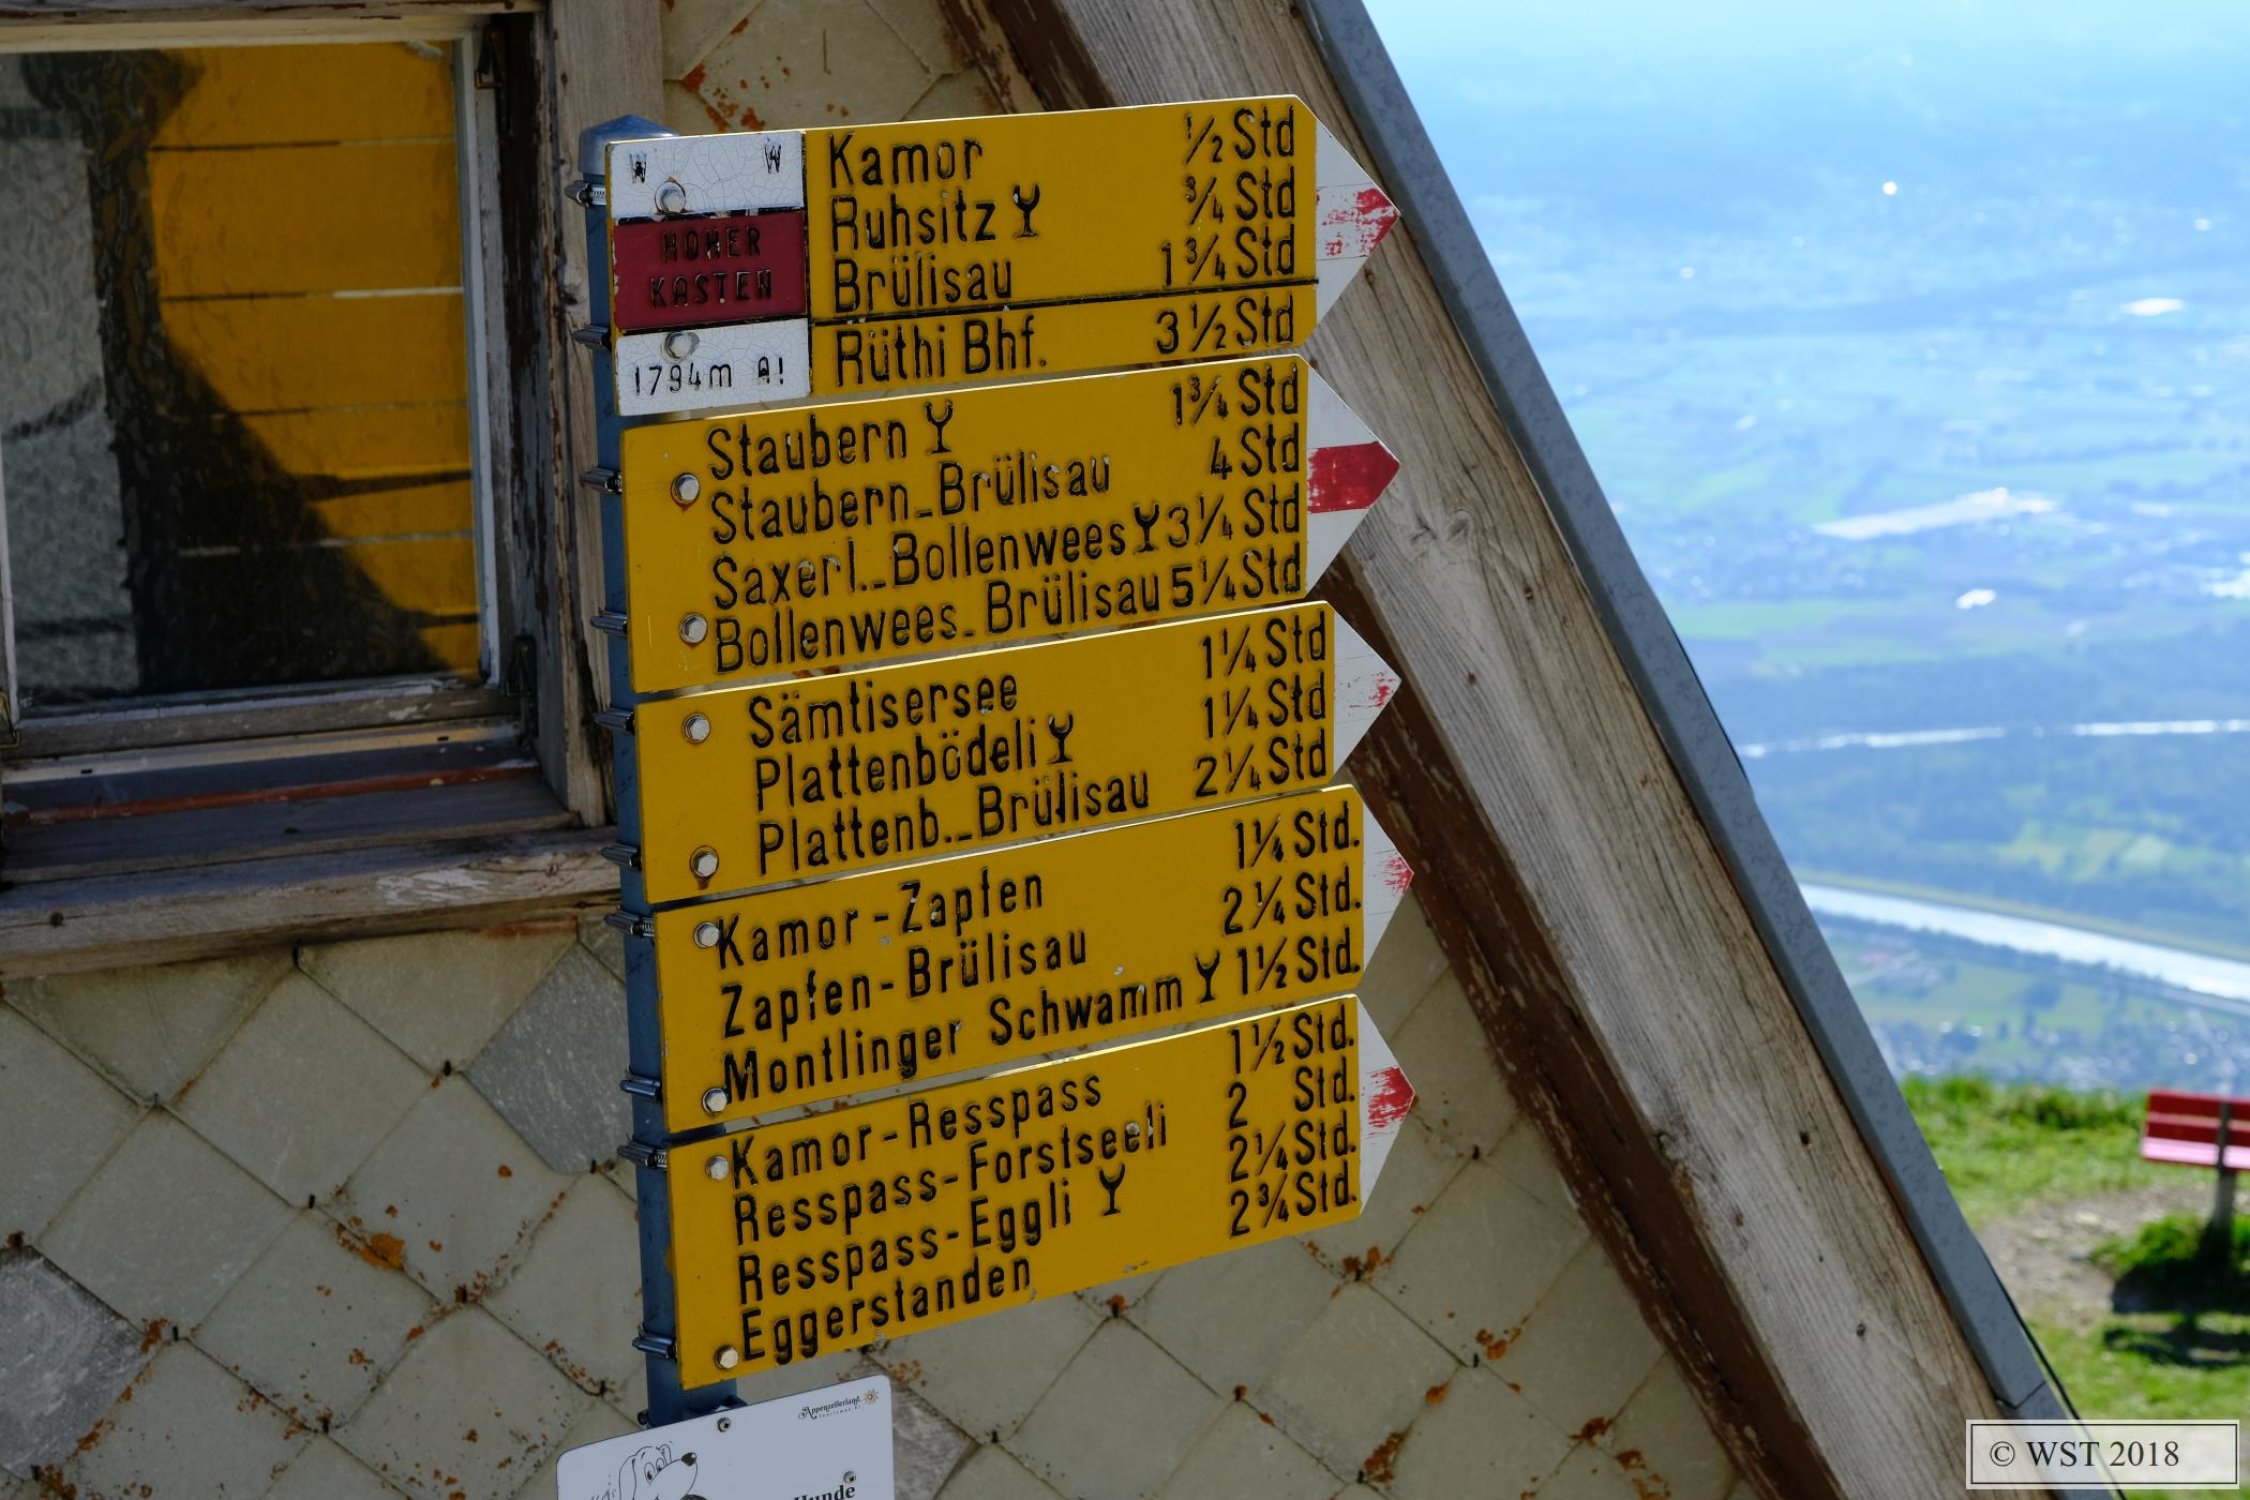 W W
HOHER
KASTEN
1794m A!
Kamor ½ Std
Ruhsitz ¾ Std
Brülisau 1¾ Std
Rüthi Bhf. 3½ Std
Staubern 1¾ Std
Staubern-Brülisau 4 Std
Saxerl.-Bollenwees 3¼ Std
Bollenwees-Brülisau 5¼ Std
Sämtisersee 1¼ Std
Plattenbödeli 1¼ Std
Plattenb.-Brülisau 2¼ Std
Kamor-Zapfen 1¼ Std.
Zapfen-Brülisau 2¼ Std.
Montlinger Schwamm 1½ Std.
Kamor-Resspass 1½ Std.
Resspass-Forstseeli 2 Std.
Resspass-Eggli 2¼ Std.
Eggerstanden 2¾ Std.
Appenzellerland
Hunde
© WST 2018